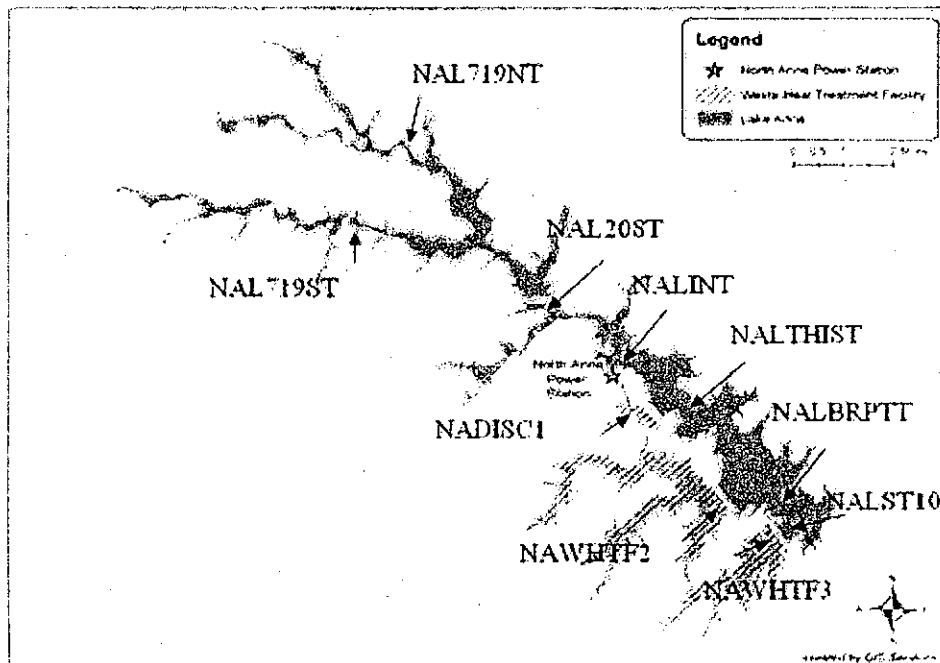 Legend
North Anna Power Station
Waste Heat Treatment Facility
Lake Anna
NAL719NT
NAL20ST
NAL719ST
NALINT
NALTHIST
North Anna
Power
Station
NALBRPTT
NADISC1
NALST10
NAWHTF2
NAWHTF3